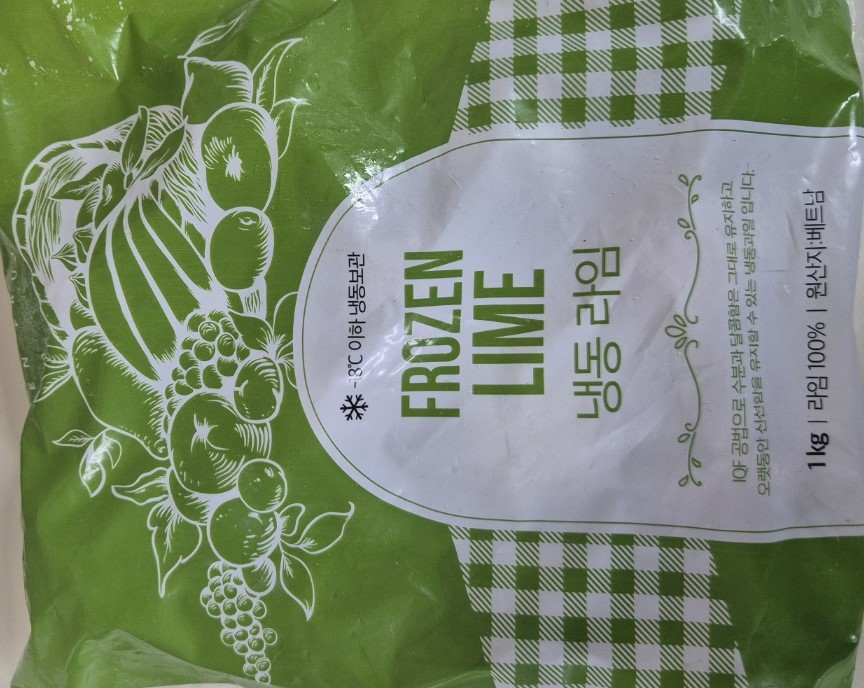 -18℃ 이하 냉동보관
FROZEN
LIME
냉동 라임
IQF 공법으로 수분과 달콤함은 그대로 유지하고
오랫동안 신선함을 유지할 수 있는 냉동과일 입니다.
1kg | 라임100% | 원산지:베트남